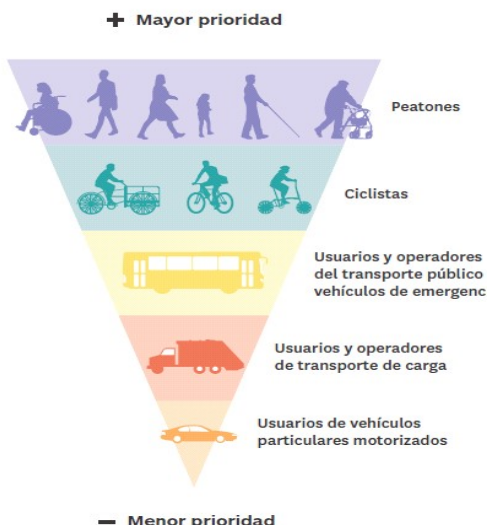 + Mayor prioridad
Peatones
Ciclistas
Usuarios y operadores
del transporte público
vehículos de emergenc
Usuarios y operadores
de transporte de carga
Usuarios de vehículos
particulares motorizados
− Menor prioridad